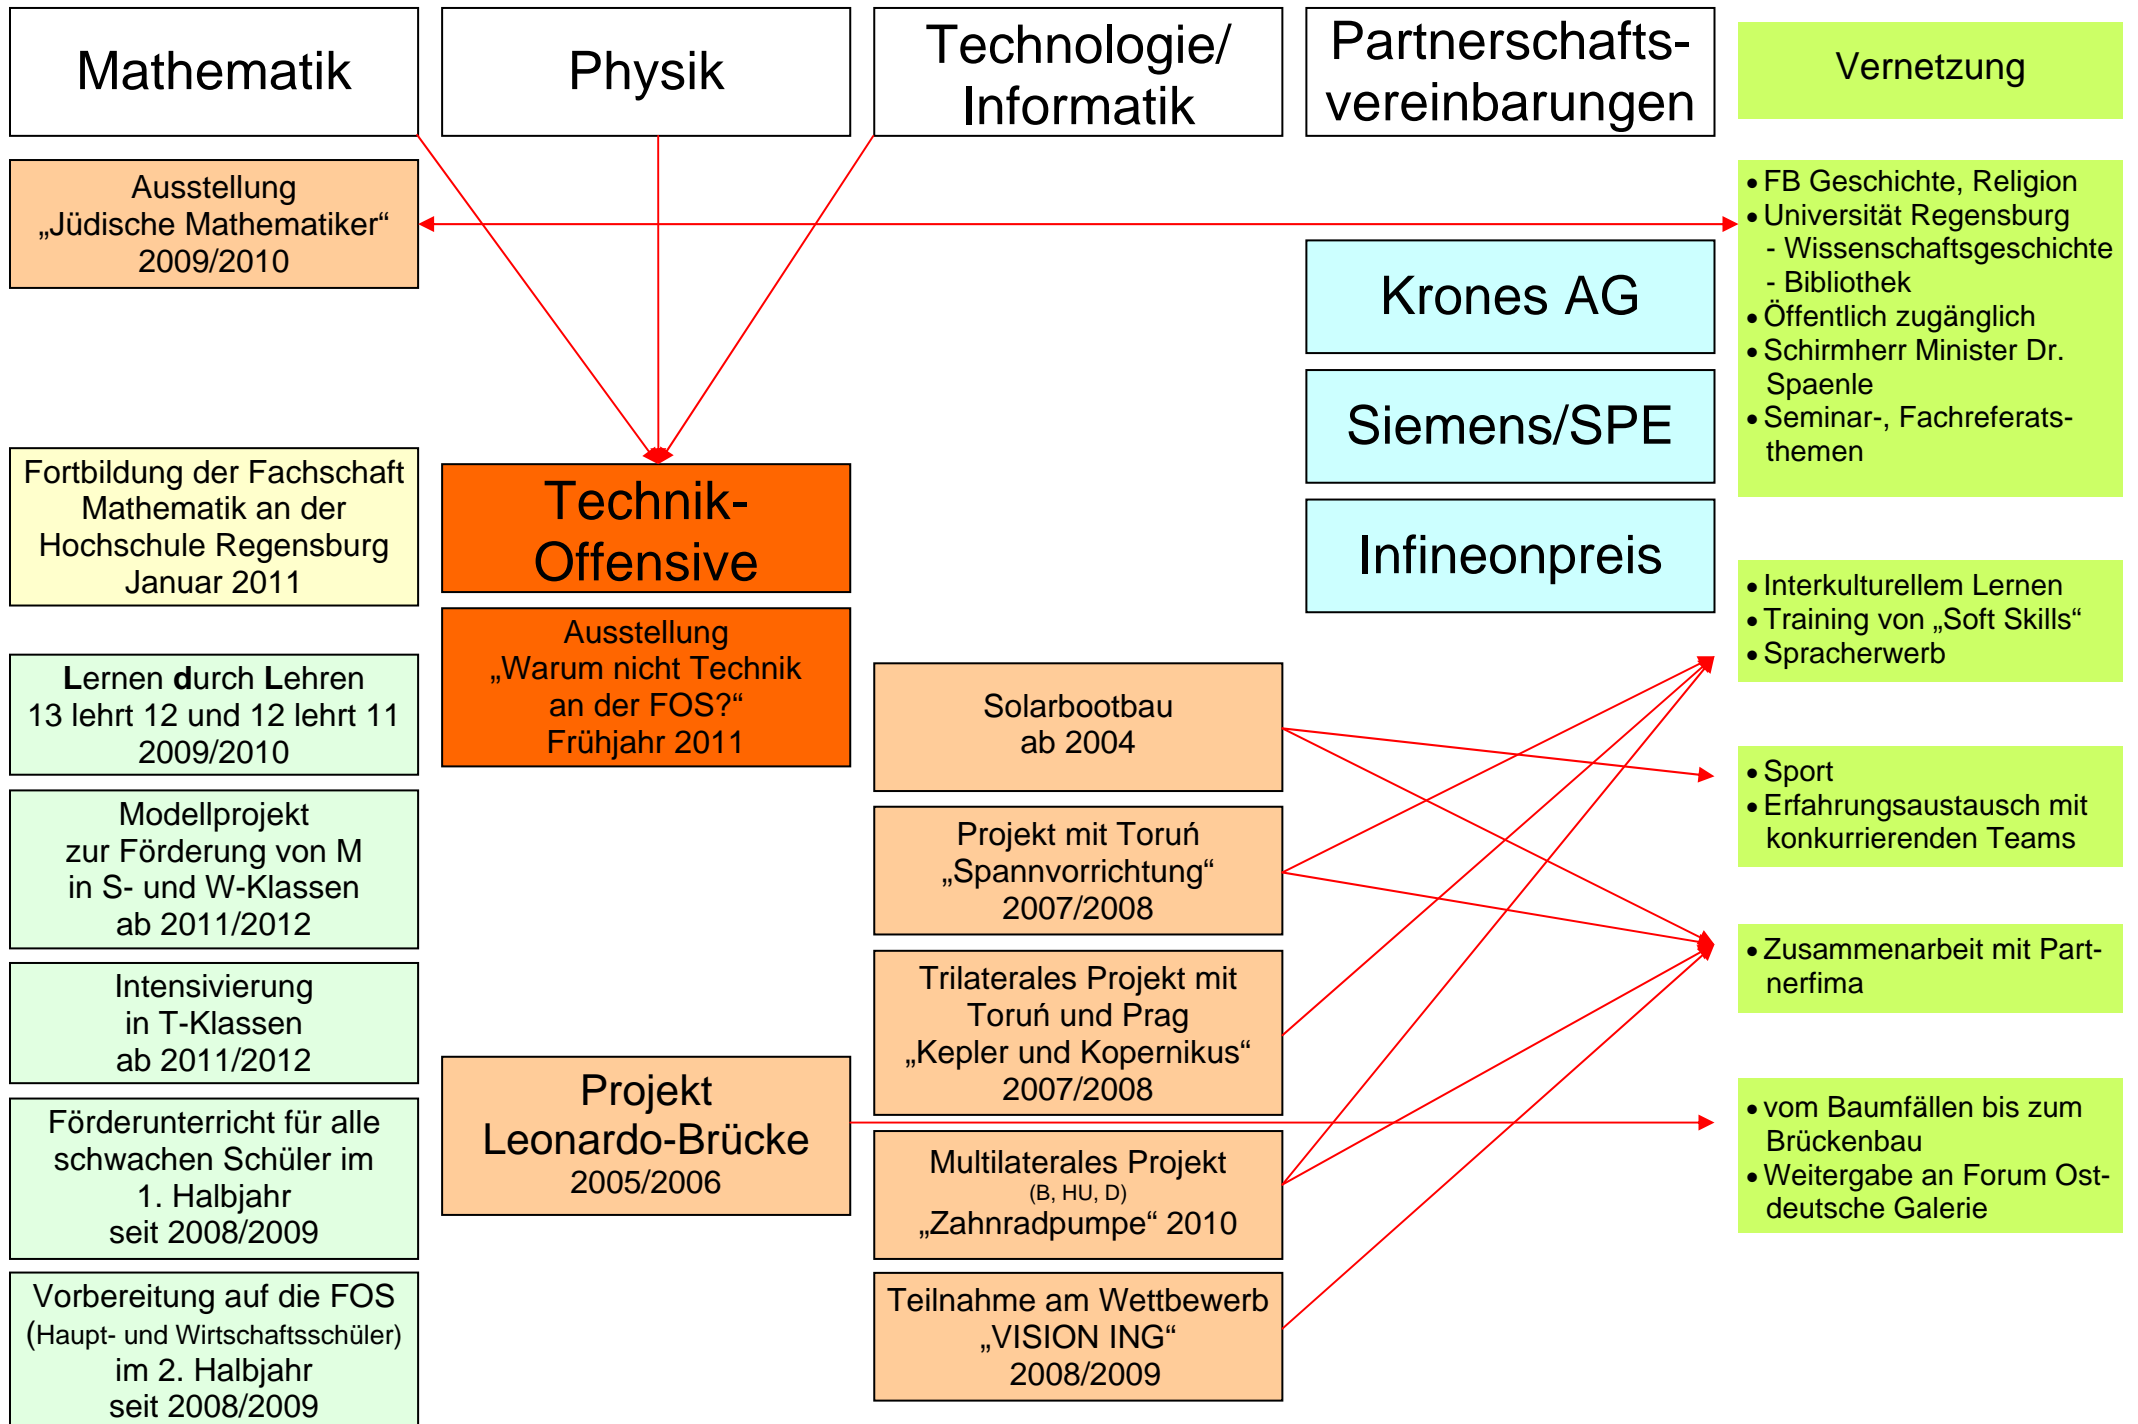 Mathematik
Physik
Technologie/
Informatik
Partnerschafts-
vereinbarungen
Vernetzung
Ausstellung
„Jüdische Mathematiker“
2009/2010
Fortbildung der Fachschaft
Mathematik an der
Hochschule Regensburg
Januar 2011
Lernen durch Lehren
13 lehrt 12 und 12 lehrt 11
2009/2010
Modellprojekt
zur Förderung von M
in S- und W-Klassen
ab 2011/2012
Intensivierung
in T-Klassen
ab 2011/2012
Förderunterricht für alle
schwachen Schüler im
1. Halbjahr
seit 2008/2009
Vorbereitung auf die FOS
(Haupt- und Wirtschaftsschüler)
im 2. Halbjahr
seit 2008/2009
Technik-
Offensive
Ausstellung
„Warum nicht Technik
an der FOS?“
Frühjahr 2011
Projekt
Leonardo-Brücke
2005/2006
Solarbootbau
ab 2004
Projekt mit Toruń
„Spannvorrichtung“
2007/2008
Trilaterales Projekt mit
Toruń und Prag
„Kepler und Kopernikus“
2007/2008
Multilaterales Projekt
(B, HU, D)
„Zahnradpumpe“ 2010
Teilnahme am Wettbewerb
„VISION ING“
2008/2009
Krones AG
Siemens/SPE
Infineonpreis
• FB Geschichte, Religion
• Universität Regensburg
- Wissenschaftsgeschichte
- Bibliothek
• Öffentlich zugänglich
• Schirmherr Minister Dr.
Spaenle
• Seminar-, Fachreferats-
themen
• Interkulturellem Lernen
• Training von „Soft Skills“
• Spracherwerb
• Sport
• Erfahrungsaustausch mit
konkurrierenden Teams
• Zusammenarbeit mit Part-
nerfima
• vom Baumfällen bis zum
Brückenbau
• Weitergabe an Forum Ost-
deutsche Galerie